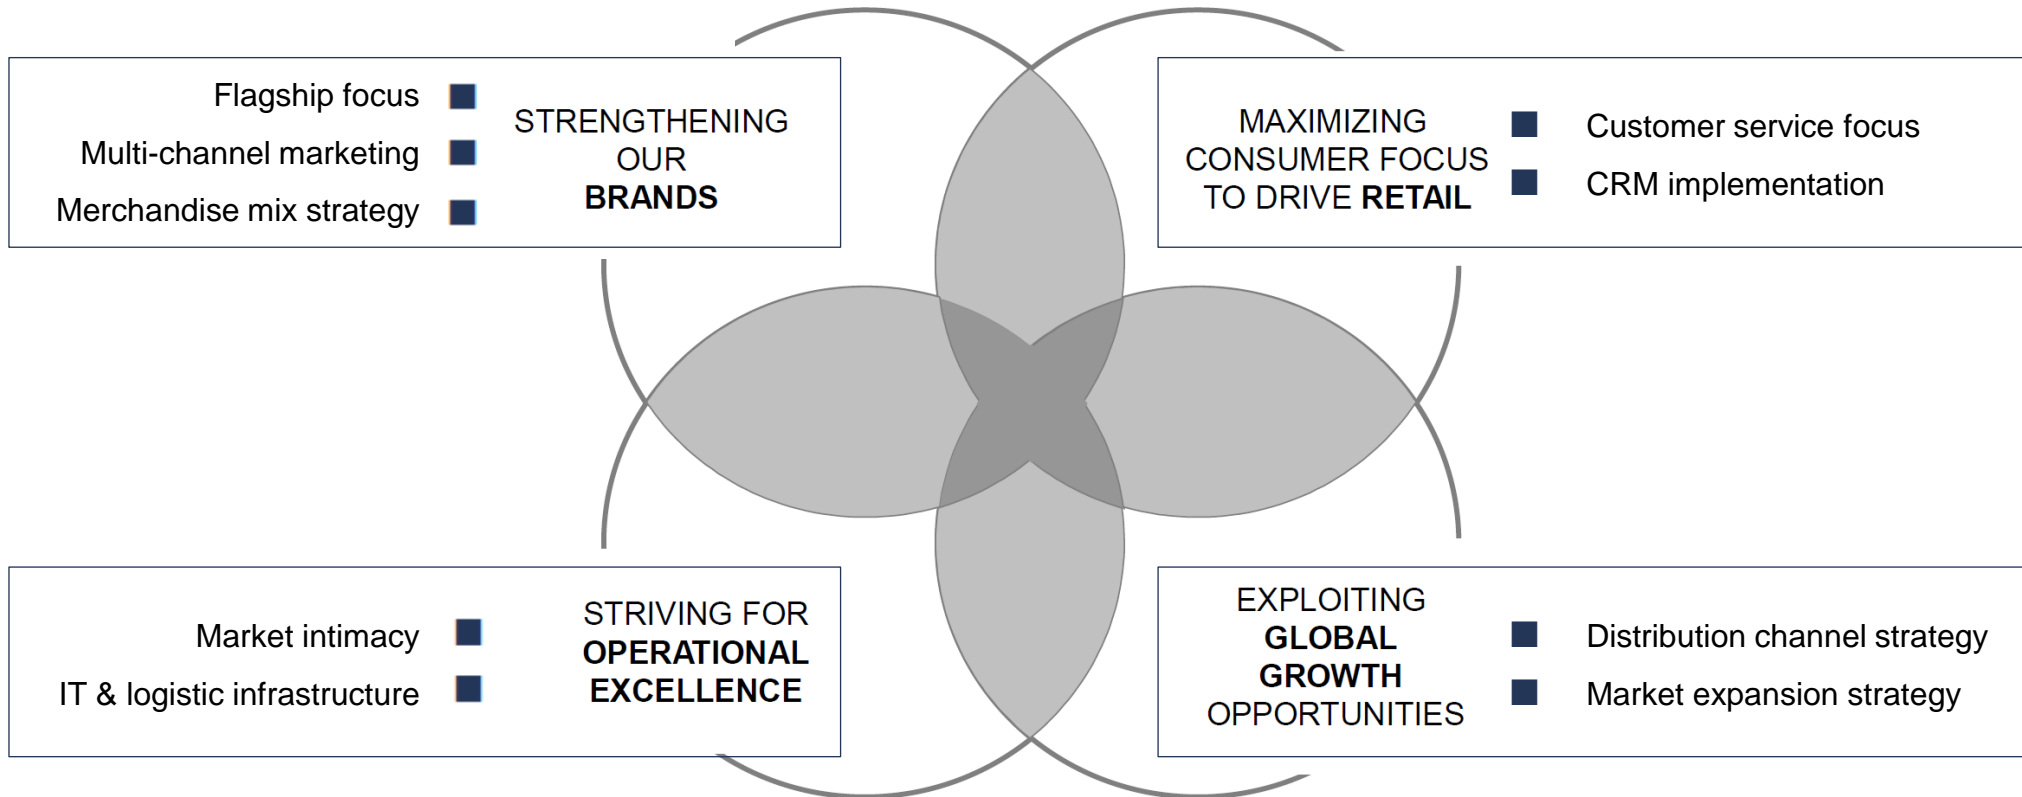 Flagship focus
Multi-channel marketing
Merchandise mix strategy
STRENGTHENING
OUR
BRANDS
MAXIMIZING
CONSUMER FOCUS
TO DRIVE RETAIL
Customer service focus
CRM implementation
Market intimacy
IT & logistic infrastructure
STRIVING FOR
OPERATIONAL
EXCELLENCE
EXPLOITING
GLOBAL
GROWTH
OPPORTUNITIES
Distribution channel strategy
Market expansion strategy